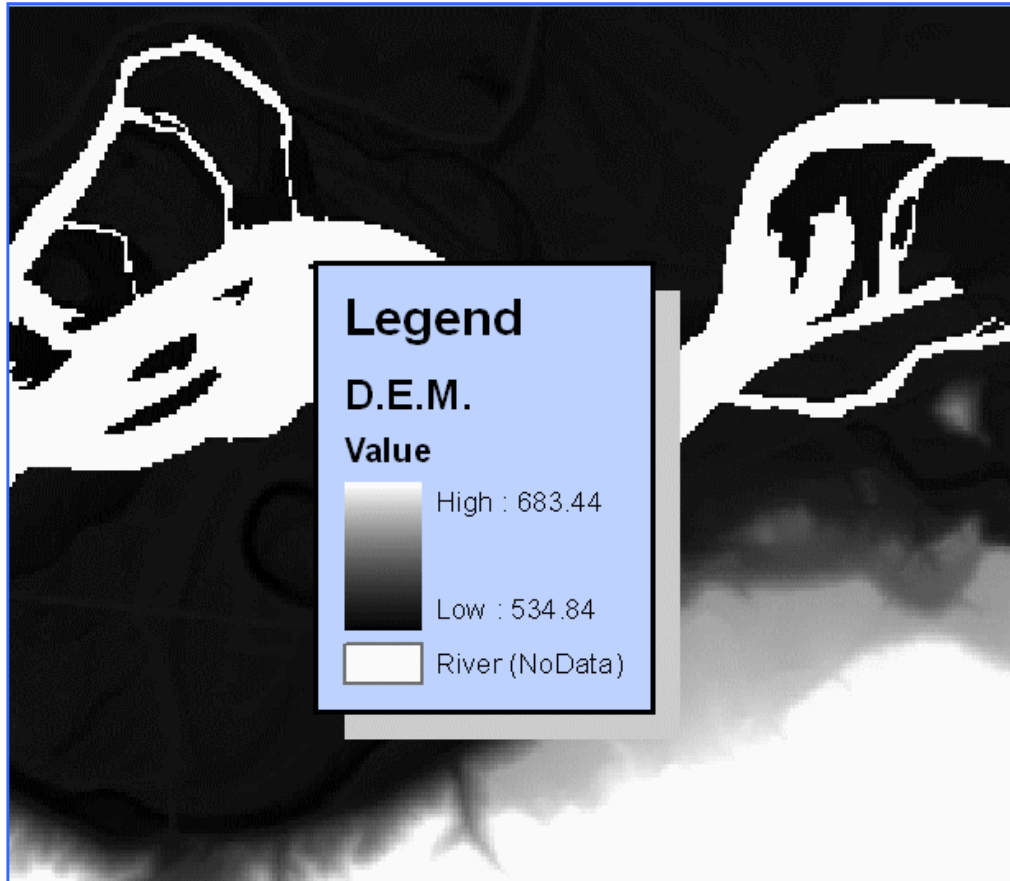 Legend
D.E.M.
Value
High : 683.44
Low : 534.84
River (NoData)